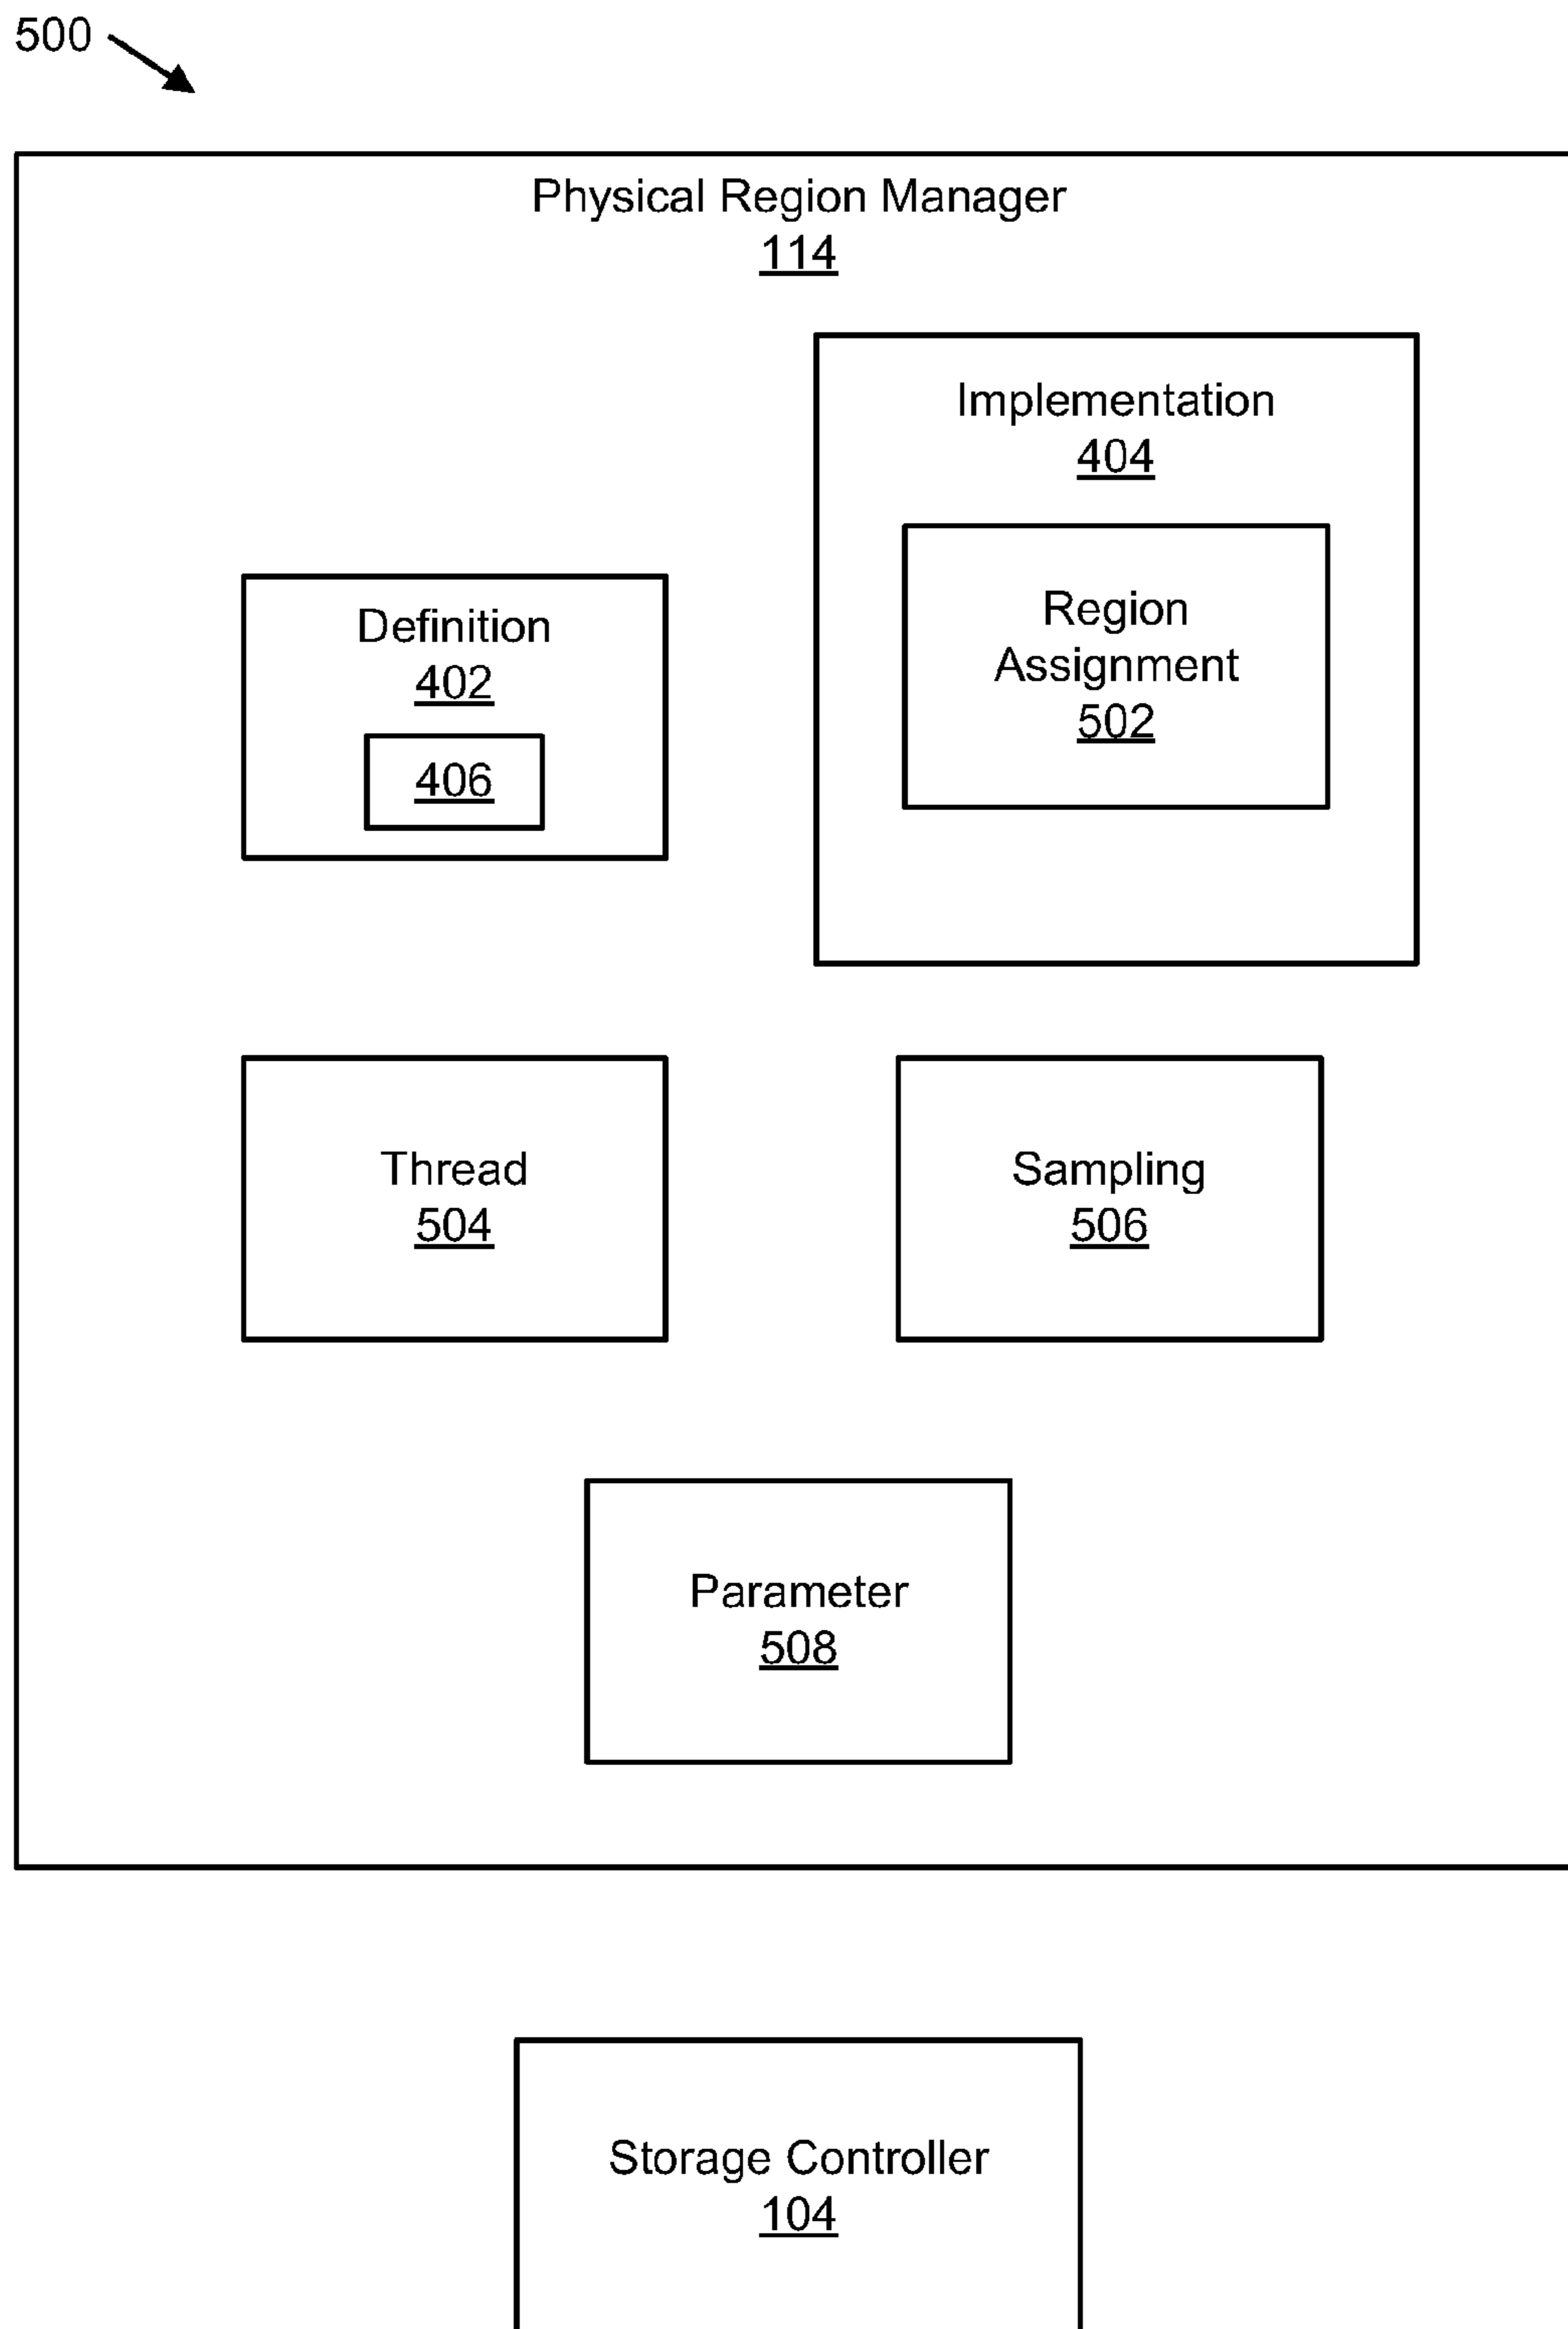 500
Physical Region Manager
114
Implementation
404
Region
Assignment
502
Definition
402
406
Thread
504
Sampling
506
Parameter
508
Storage Controller
104